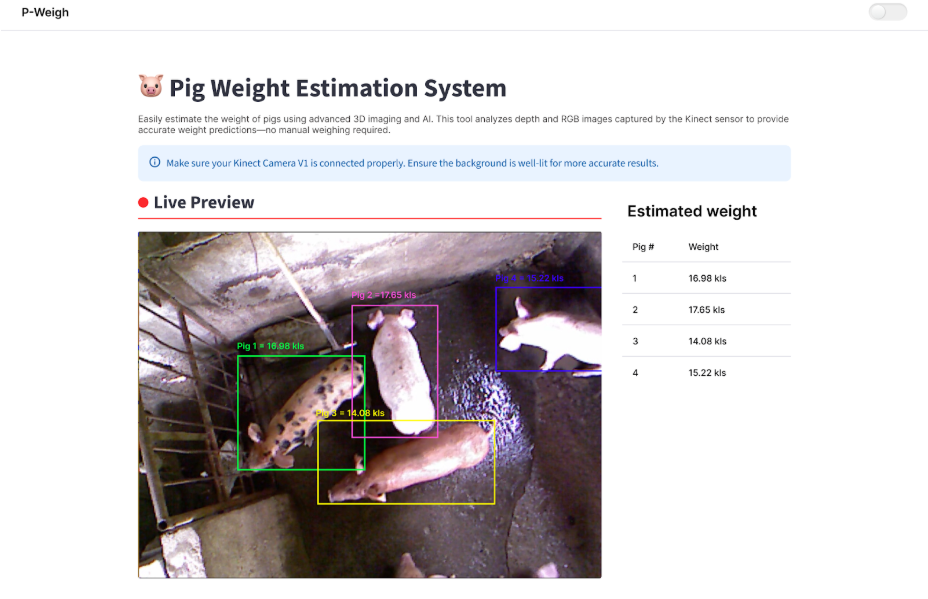 P-Weigh
Pig Weight Estimation System
Easily estimate the weight of pigs using advanced 3D imaging and AI. This tool analyzes depth and RGB images captured by the Kinect sensor to provide
accurate weight predictions—no manual weighing required.
Make sure your Kinect Camera V1 is connected properly. Ensure the background is well-lit for more accurate results.
Live Preview
Pig 4 = 15.22 kls
Pig 2 =17.65 kls
Pig 1 = 16.98 kls
Pig 3 = 14.08 kls
Estimated weight
Pig # Weight
1 16.98 kls
2 17.65 kls
3 14.08 kls
4 15.22 kls